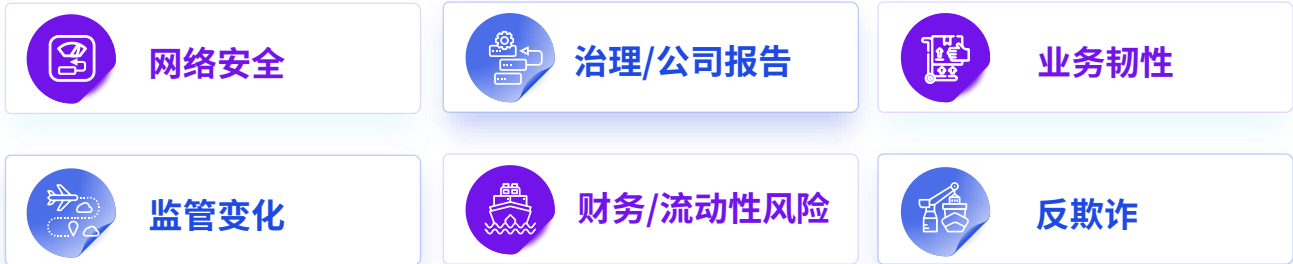 网络安全
治理/公司报告
业务韧性
监管变化
财务/流动性风险
反欺诈